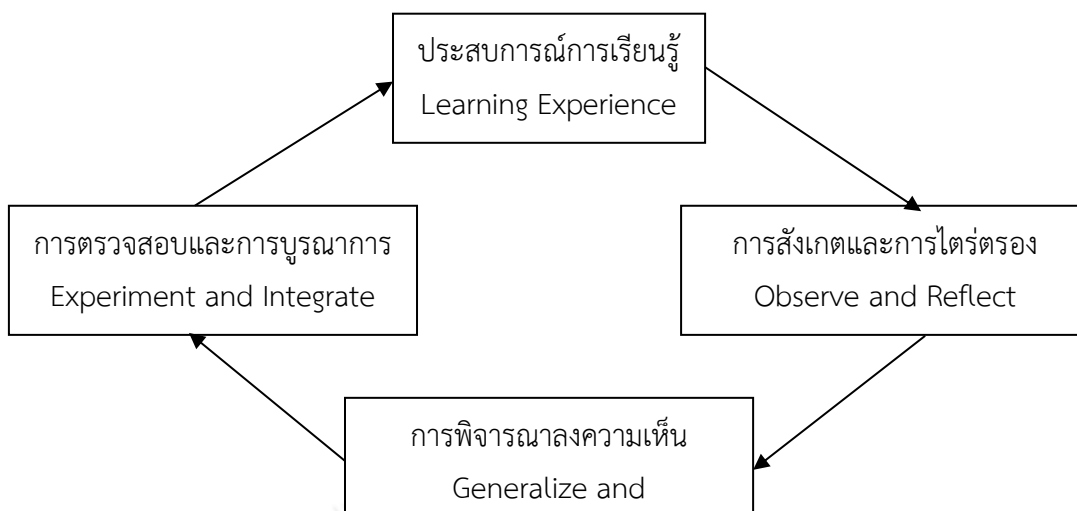 ประสบการณ์การเรียนรู้
Learning Experience
การตรวจสอบและการบูรณาการ
Experiment and Integrate
การสังเกตและการไตร่ตรอง
Observe and Reflect
การพิจารณาลงความเห็น
Generalize and